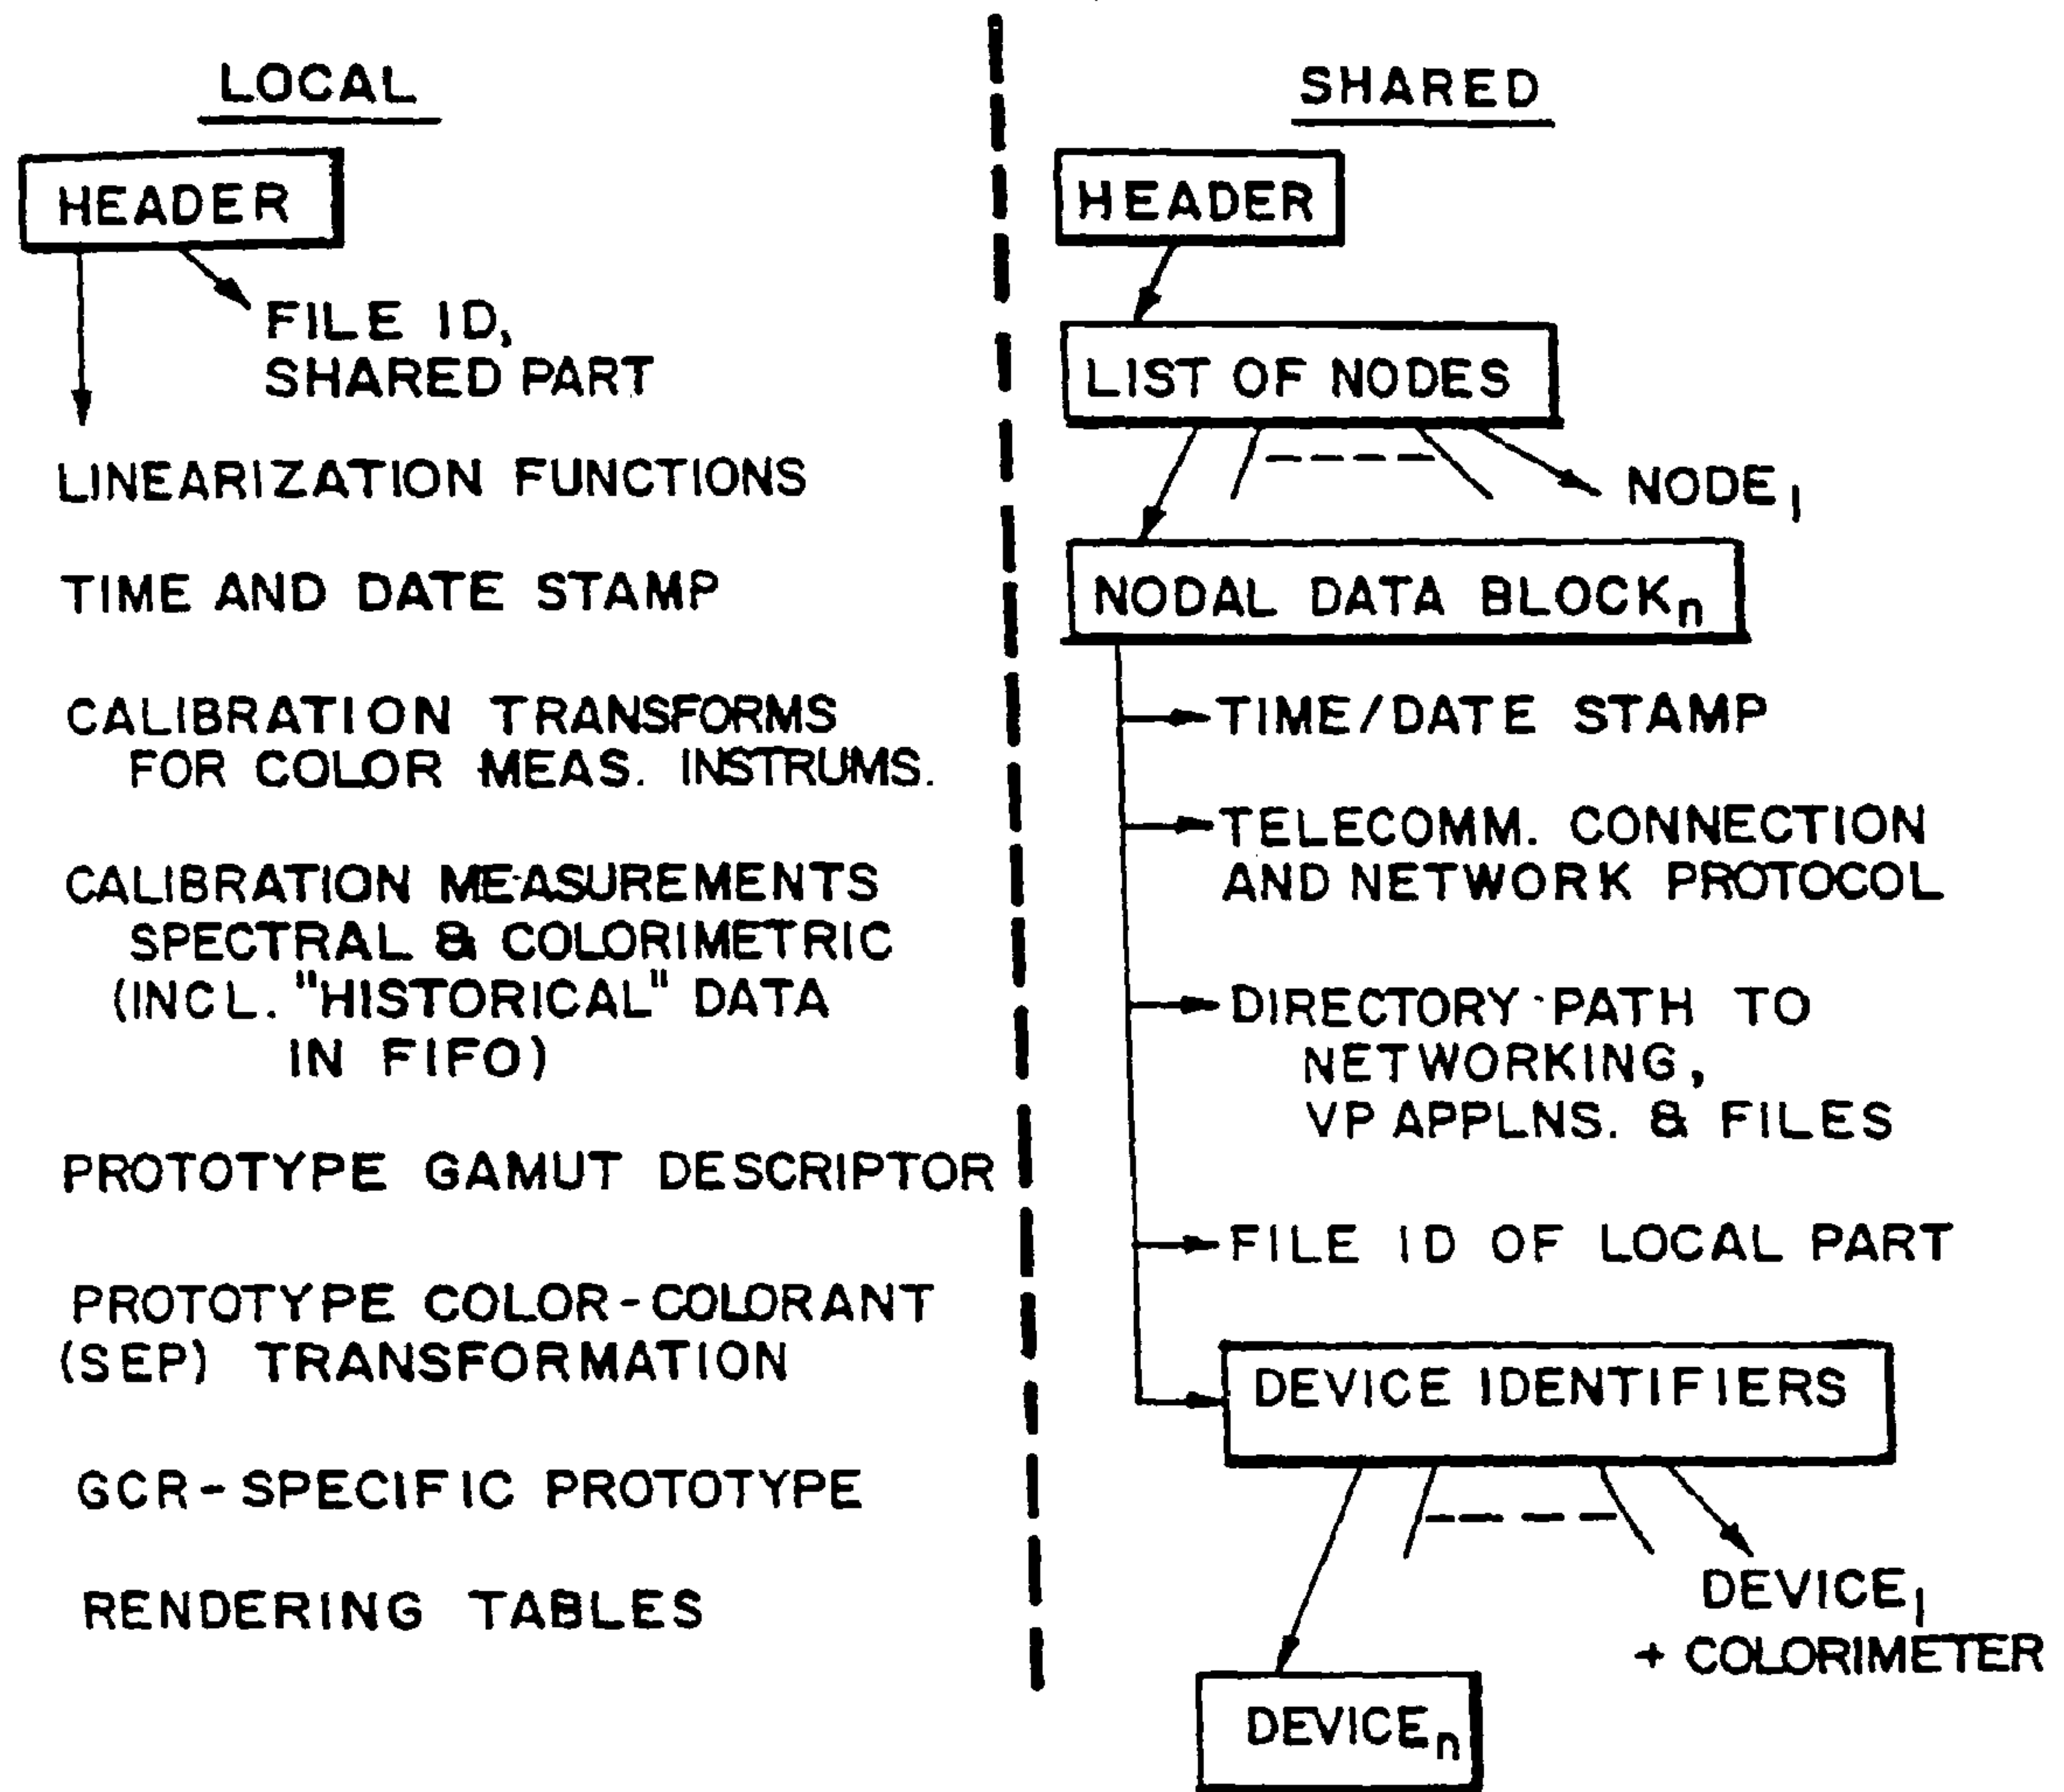 LOCAL
HEADER
FILE ID,
SHARED PART
LINEARIZATION FUNCTIONS
TIME AND DATE STAMP
CALIBRATION TRANSFORMS
FOR COLOR MEAS. INSTRUMS.
CALIBRATION MEASUREMENTS
SPECTRAL & COLORIMETRIC
(INCL. "HISTORICAL" DATA
IN FIFO)
PROTOTYPE GAMUT DESCRIPTOR
PROTOTYPE COLOR-COLORANT
(SEP) TRANSFORMATION
GCR-SPECIFIC PROTOTYPE
RENDERING TABLES
SHARED
HEADER
LIST OF NODES
NODE₁
NODAL DATA BLOCKₙ
TIME/DATE STAMP
TELECOMM. CONNECTION
AND NETWORK PROTOCOL
DIRECTORY PATH TO
NETWORKING,
VP APPLNS. & FILES
FILE ID OF LOCAL PART
DEVICE IDENTIFIERS
DEVICE₁
+ COLORIMETER
DEVICEₙ